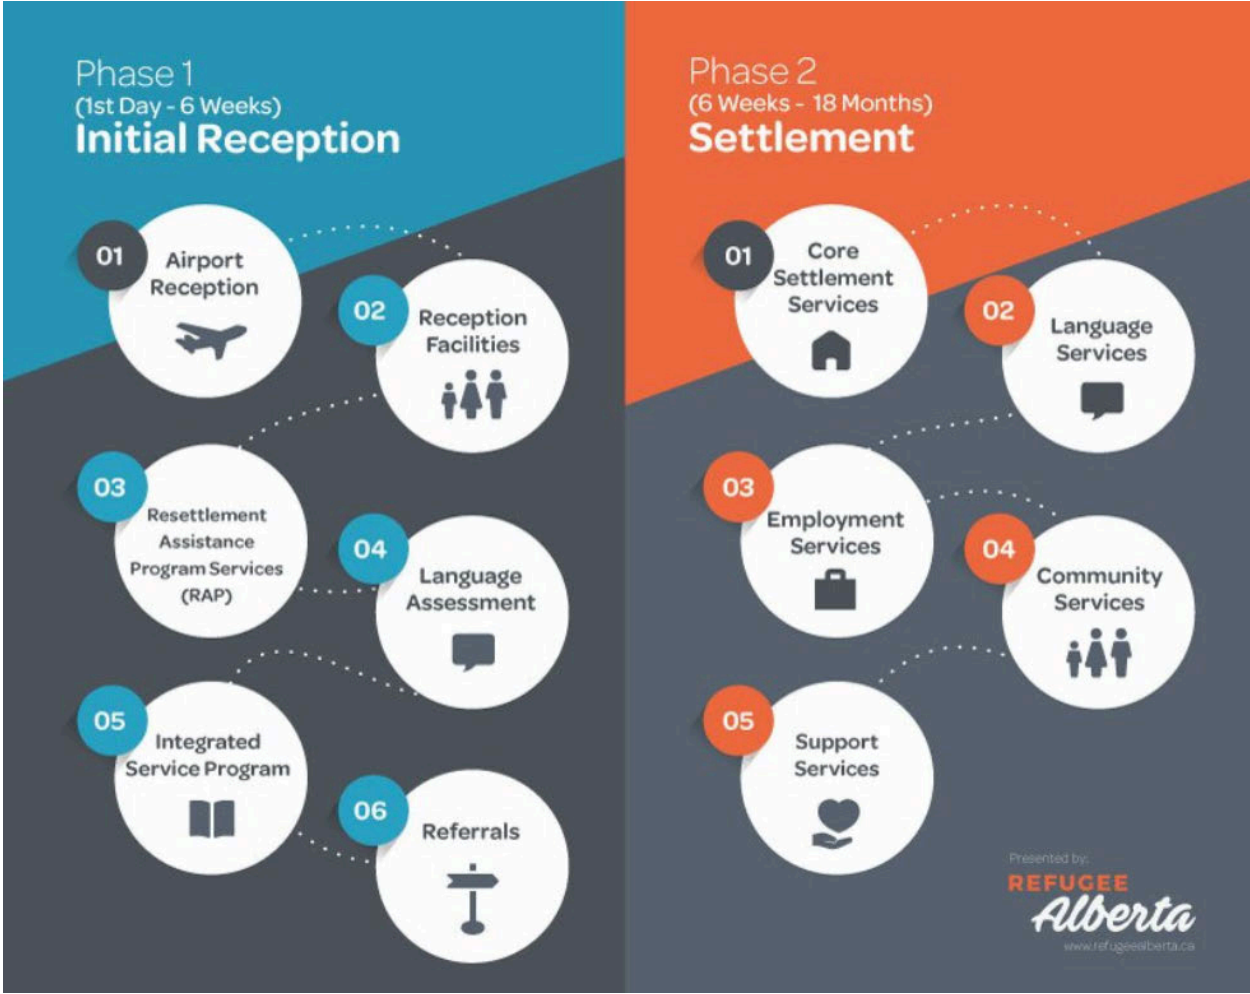 Phase 1
(1st Day - 6 Weeks)
Initial Reception
01
Airport
Reception
02
Reception
Facilities
03
Resettlement
Assistance
Program Services
(RAP)
04
Language
Assessment
05
Integrated
Service Program
06
Referrals
Phase 2
(6 Weeks - 18 Months)
Settlement
01
Core
Settlement
Services
02
Language
Services
03
Employment
Services
04
Community
Services
05
Support
Services
Presented by:
REFUGEE
Alberta
www.refugeealberta.ca